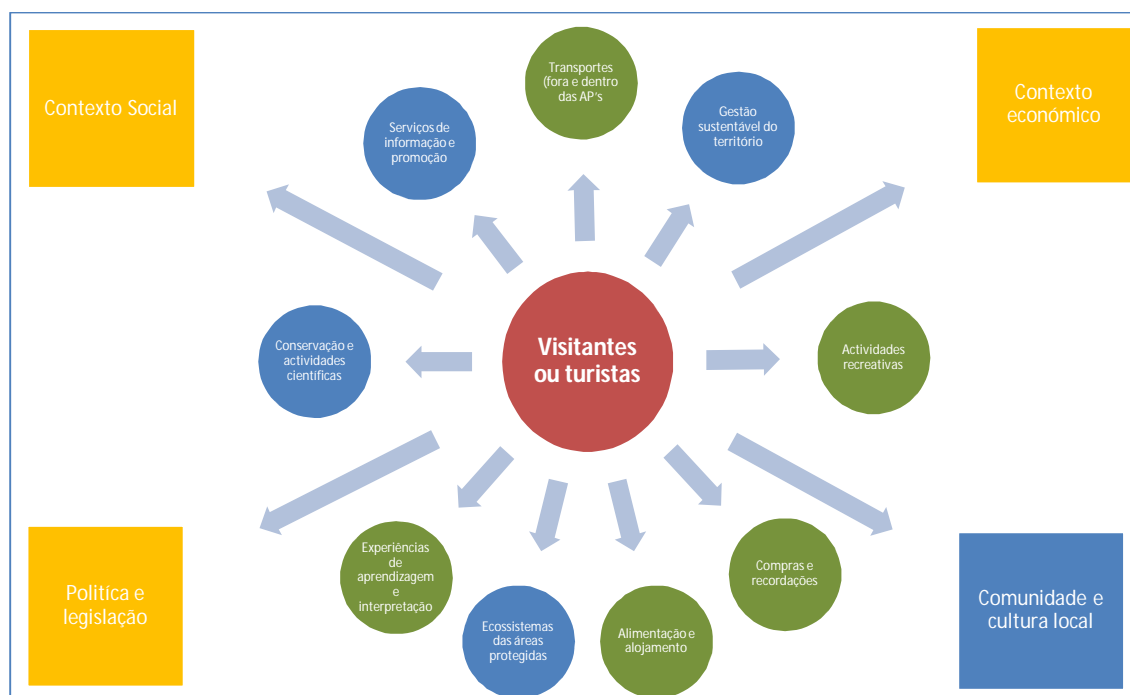 Contexto Social
Transportes
(fora e dentro
das AP's
Contexto
económico
Serviços de
informação e
promoção
Gestão
sustentável do
território
Conservação e
actividades
científicas
Visitantes
ou turistas
Actividades
recreativas
Politíca e
legislação
Experiências
de
aprendizagem
e
interpretação
Ecossistemas
das áreas
protegidas
Alimentação e
alojamento
Compras e
recordações
Comunidade e
cultura local